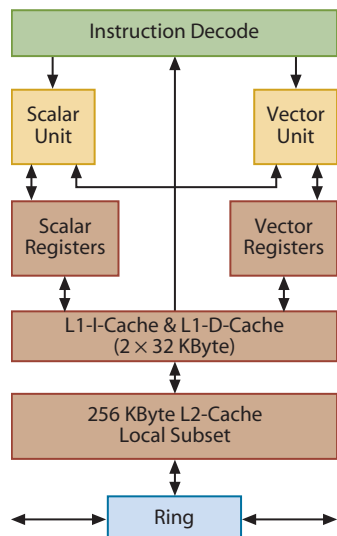 Instruction Decode
Scalar
Unit
Vector
Unit
Scalar
Registers
Vector
Registers
L1-I-Cache & L1-D-Cache
(2 × 32 KByte)
256 KByte L2-Cache
Local Subset
Ring